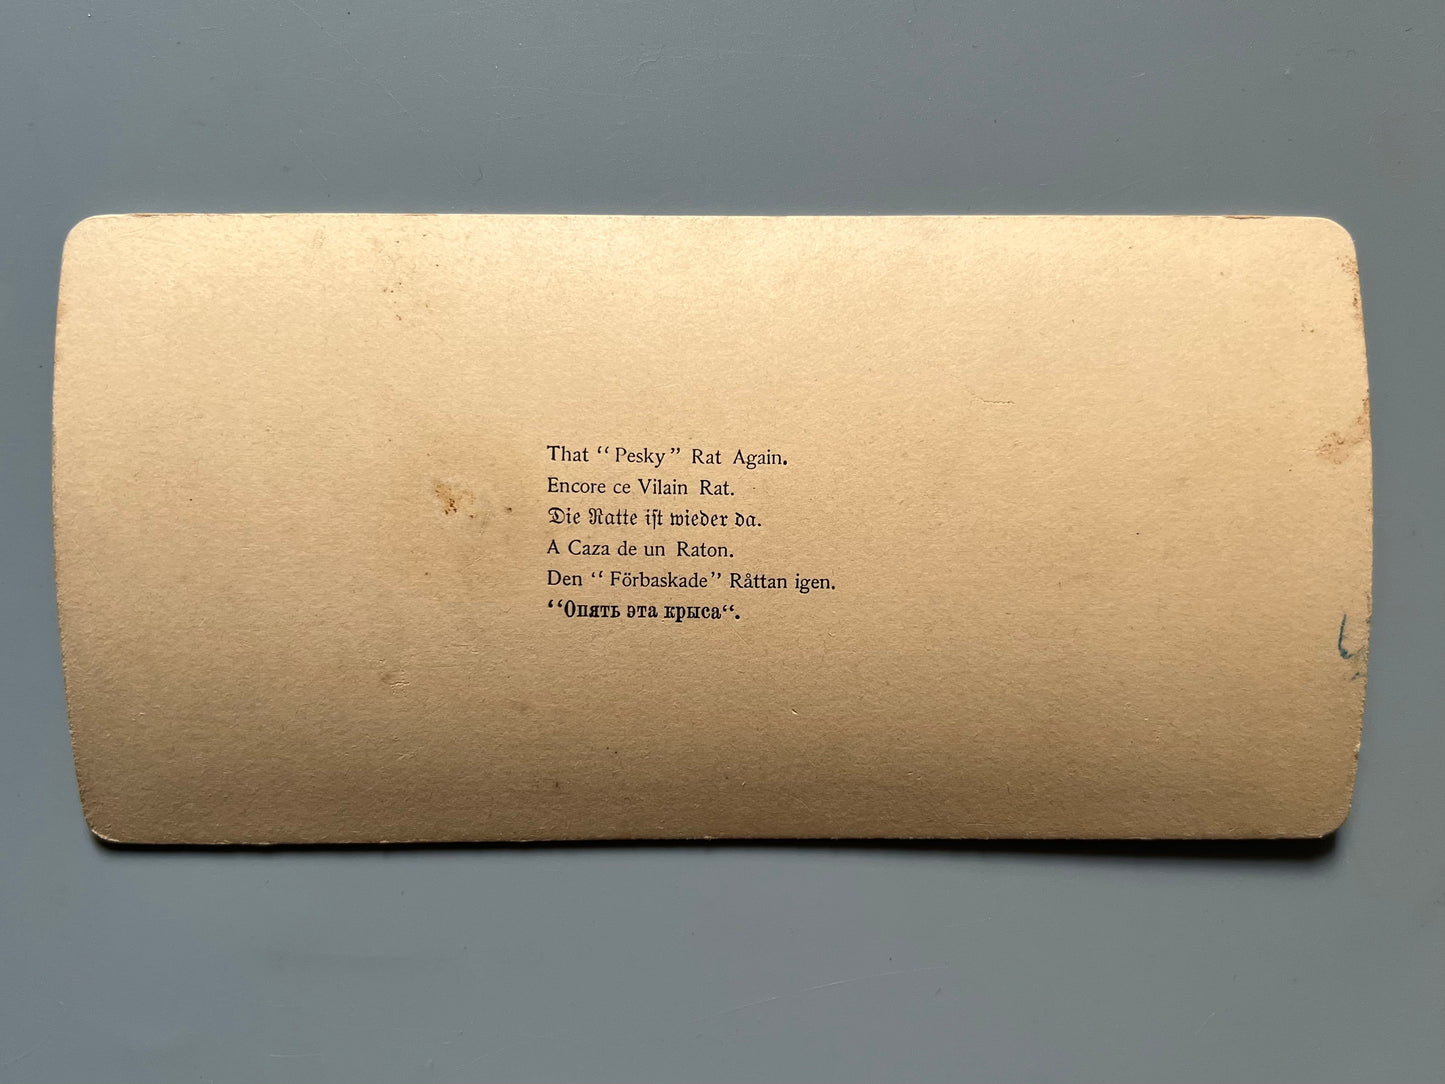 That “Pesky” Rat Again.
Encore ce Vilain Rat.
Die Ratte iſt wieder da.
A Caza de un Raton.
Den “Förbaskade” Råttan igen.
“Опять эта крыса“.